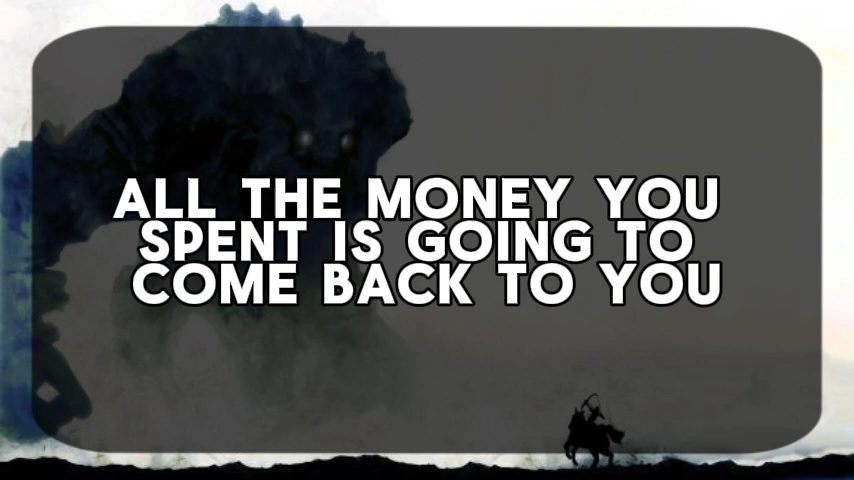 ALL THE MONEY YOU
SPENT IS GOING TO
COME BACK TO YOU